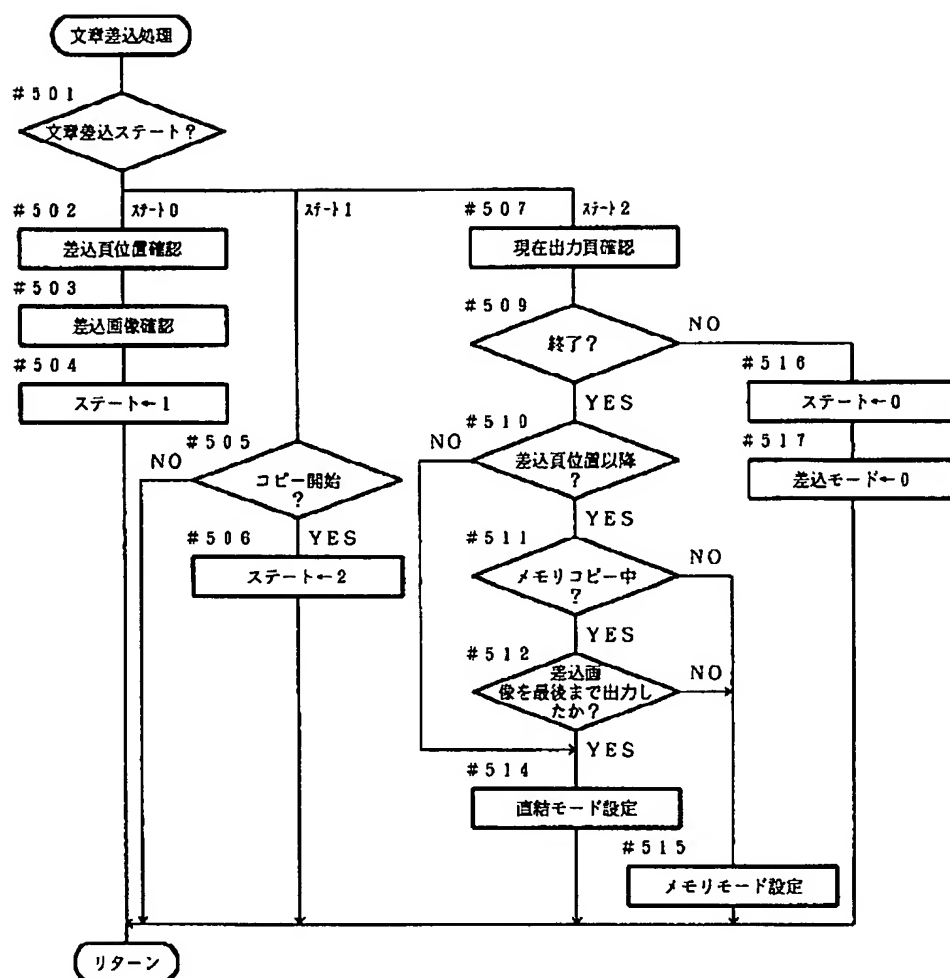 文章差込処理
#501
文章差込ステート?
#502
ステート0
差込頁位置確認
#503
差込画像確認
#504
ステート←1
ステート1
#505
NO
コピー開始
?
#506
YES
ステート←2
#507
ステート2
現在出力頁確認
#509
終了?
NO
YES
#510
NO
差込頁位置以降
?
YES
#511
メモリコピー中
?
NO
YES
#512
差込画
像を最後まで出力し
たか?
NO
YES
#514
直結モード設定
#515
メモリモード設定
#516
ステート←0
#517
差込モード←0
リターン